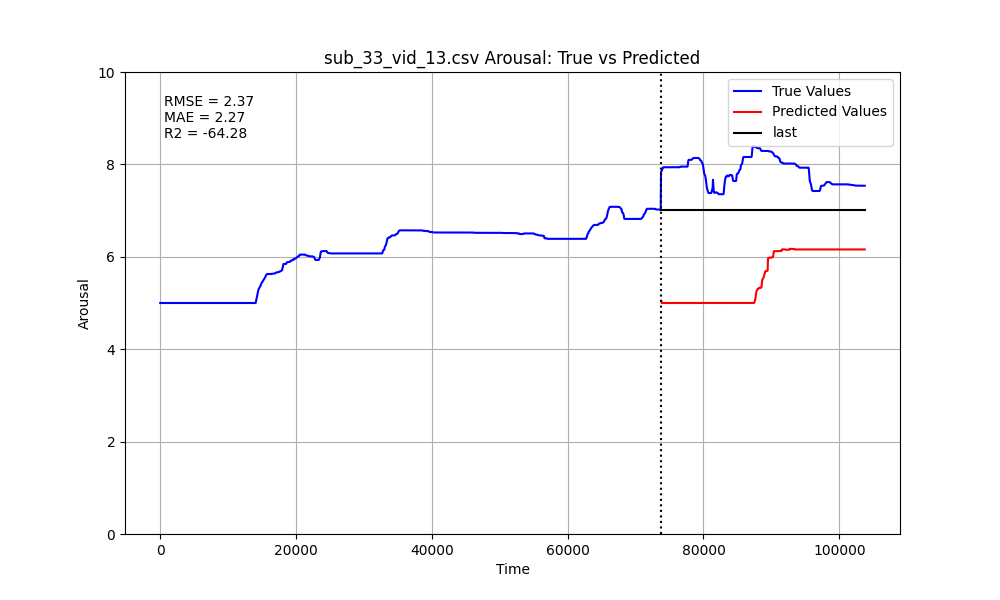 sub_33_vid_13.csv Arousal: True vs Predicted
RMSE = 2.37
MAE = 2.27
R2 = -64.28
True Values
Predicted Values
last
10
8
6
4
2
0
Arousal
0
20000
40000
60000
80000
100000
Time